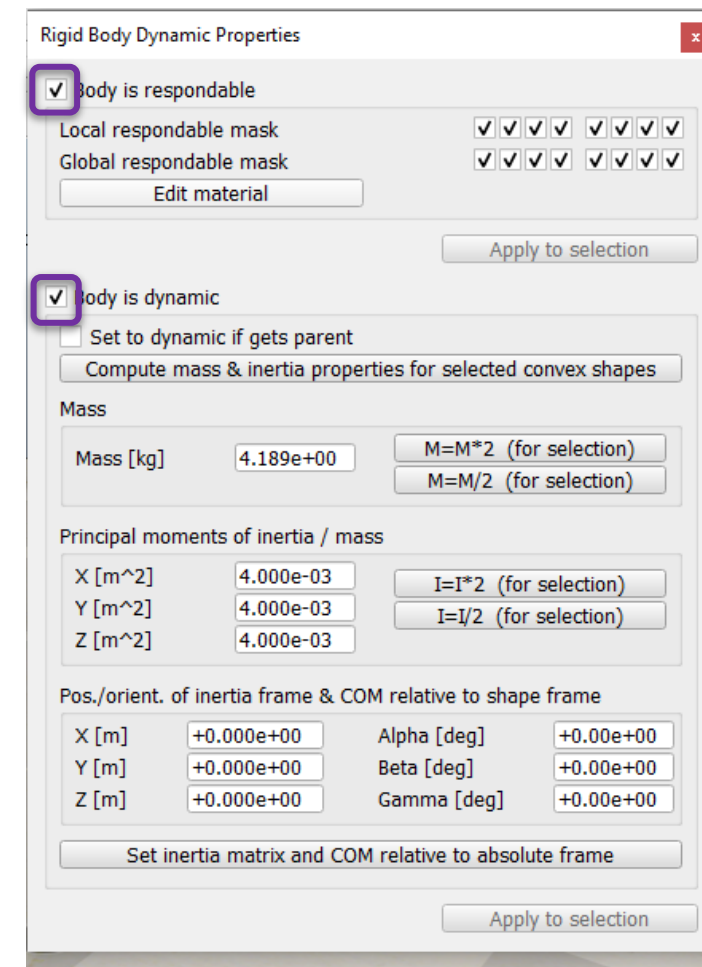 Rigid Body Dynamic Properties x
Body is respondable
Local respondable mask
Global respondable mask
Edit material
Apply to selection
Body is dynamic
Set to dynamic if gets parent
Compute mass & inertia properties for selected convex shapes
Mass
Mass [kg] 4.189e+00 M=M*2 (for selection)
M=M/2 (for selection)
Principal moments of inertia / mass
X [m^2] 4.000e-03 I=I*2 (for selection)
Y [m^2] 4.000e-03 I=I/2 (for selection)
Z [m^2] 4.000e-03
Pos./orient. of inertia frame & COM relative to shape frame
X [m] +0.000e+00 Alpha [deg] +0.00e+00
Y [m] +0.000e+00 Beta [deg] +0.00e+00
Z [m] +0.000e+00 Gamma [deg] +0.00e+00
Set inertia matrix and COM relative to absolute frame
Apply to selection